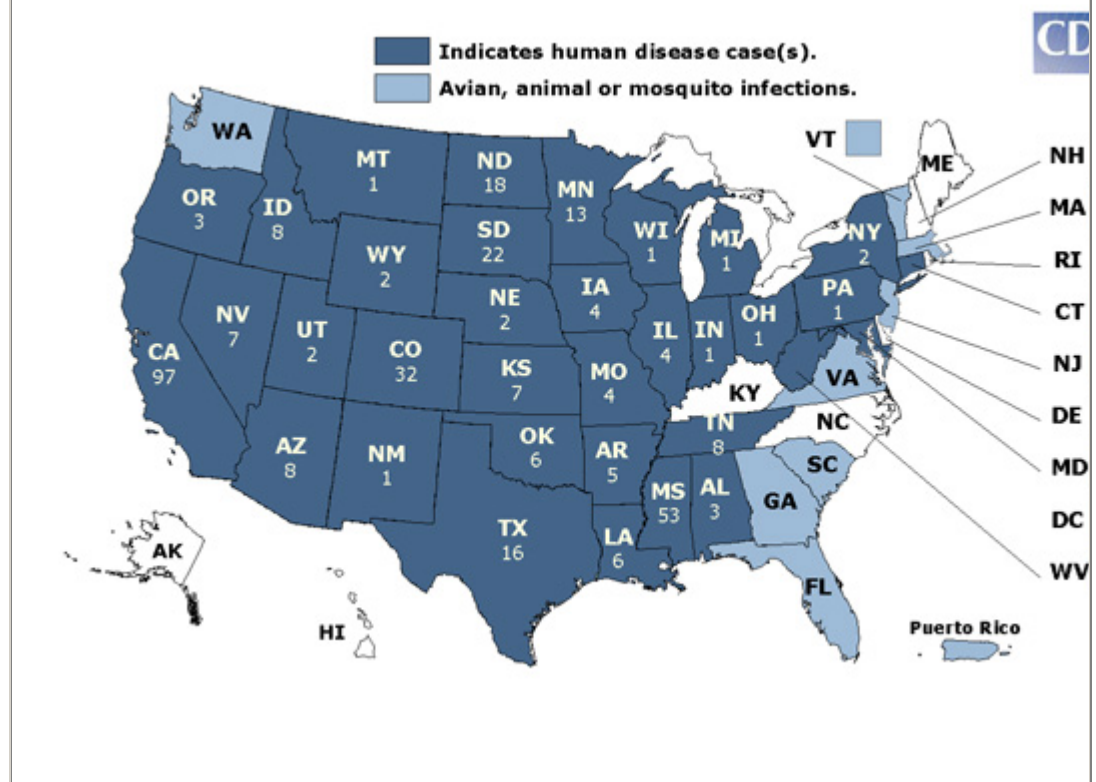 CD
Indicates human disease case(s).
Avian, animal or mosquito infections.
WA
VT
NH
ME
MT
1
ND
18
MN
13
OR
3
ID
8
MA
SD
22
WI
1
MI
1
NY
2
WY
2
RI
NE
2
IA
4
PA
1
CT
NV
7
UT
2
CO
32
IL
4
IN
1
OH
1
CA
97
KS
7
MO
4
NJ
KY
VA
DE
TN
8
NC
OK
6
AR
5
AZ
8
NM
1
SC
MD
MS
53
AL
3
GA
DC
TX
16
LA
6
AK
WV
FL
HI
Puerto Rico